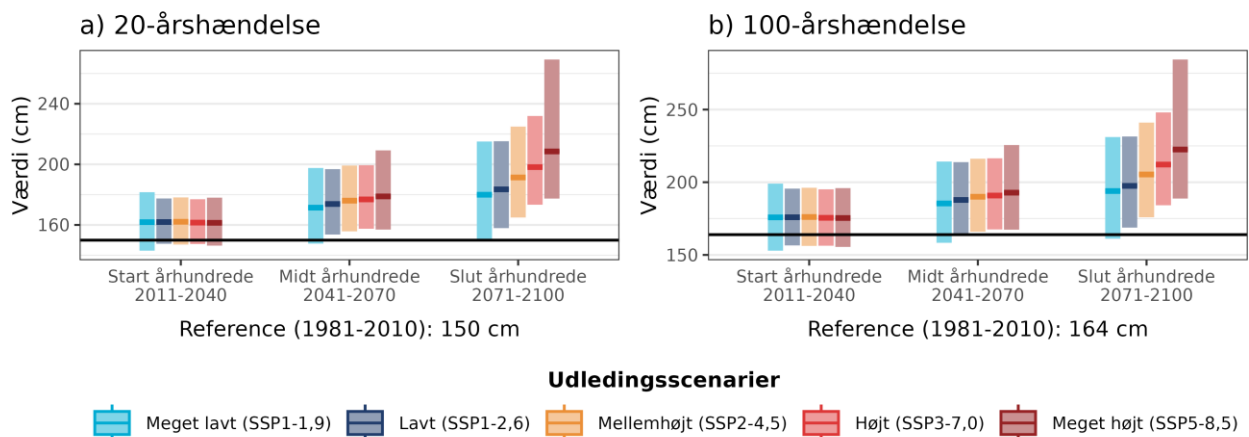 a) 20-årshændelse
Værdi (cm)
240
200
160
Start århundrede
2011-2040
Midt århundrede
2041-2070
Slut århundrede
2071-2100
Reference (1981-2010): 150 cm
b) 100-årshændelse
Værdi (cm)
250
200
150
Start århundrede
2011-2040
Midt århundrede
2041-2070
Slut århundrede
2071-2100
Reference (1981-2010): 164 cm
Udledingsscenarier
Meget lavt (SSP1-1,9)
Lavt (SSP1-2,6)
Mellemhøjt (SSP2-4,5)
Højt (SSP3-7,0)
Meget højt (SSP5-8,5)